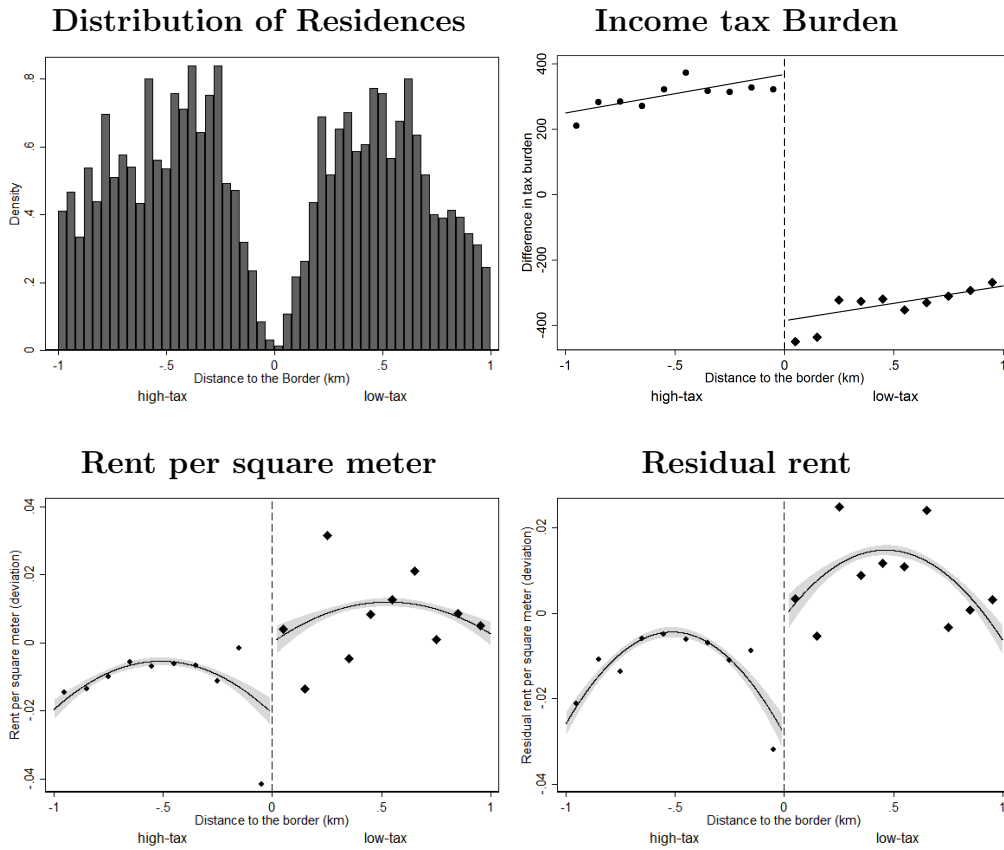 Distribution of Residences
Density
0
.2
.4
.6
.8
-1
-.5
0
.5
1
Distance to the Border (km)
high-tax
low-tax
Income tax Burden
Difference in tax burden
-400
-200
0
200
400
-1
-.5
0
.5
1
Distance to the border (km)
high-tax
low-tax
Rent per square meter
Rent per square meter (deviation)
-.04
-.02
0
.02
.04
-1
-.5
0
.5
1
Distance to the border (km)
high-tax
low-tax
Residual rent
Residual rent per square meter (deviation)
-.04
-.02
0
.02
-1
-.5
0
.5
1
Distance to the border (km)
high-tax
low-tax